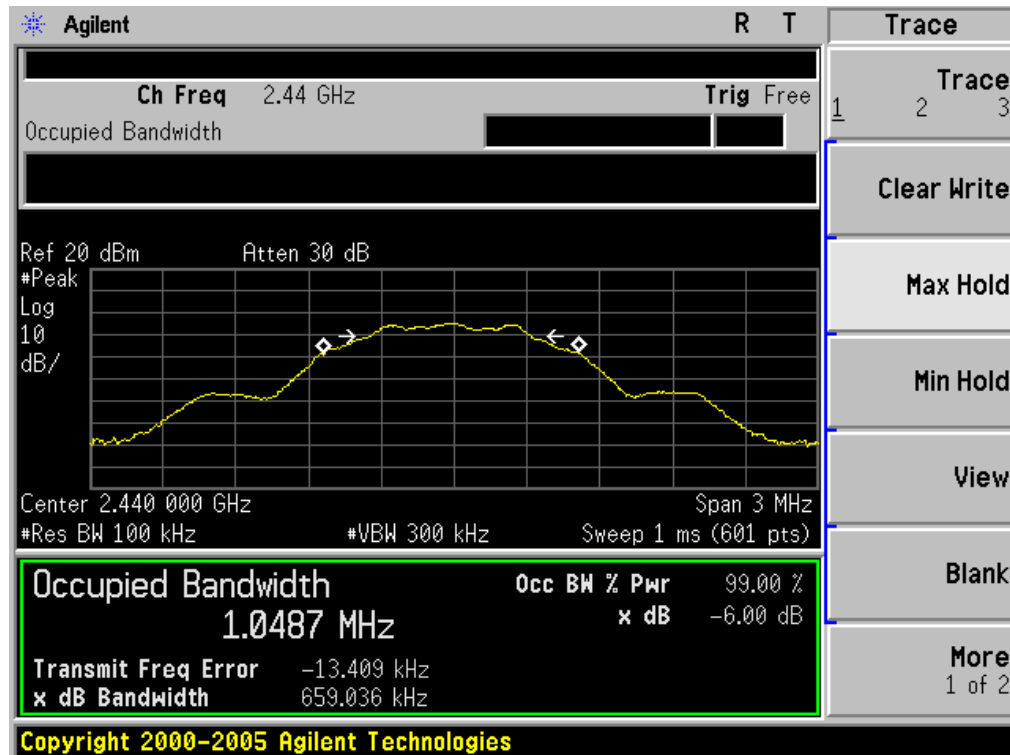 Agilent R T Trace
Ch Freq 2.44 GHz Trig Free
Occupied Bandwidth
Trace
1 2 3
Clear Write
Max Hold
Min Hold
View
Blank
More
1 of 2
Ref 20 dBm Atten 30 dB
#Peak
Log
10
dB/
Center 2.440 000 GHz Span 3 MHz
#Res BW 100 kHz #VBW 300 kHz Sweep 1 ms (601 pts)
Occupied Bandwidth
1.0487 MHz
Occ BW % Pwr 99.00 %
x dB -6.00 dB
Transmit Freq Error -13.409 kHz
x dB Bandwidth 659.036 kHz
Copyright 2000-2005 Agilent Technologies